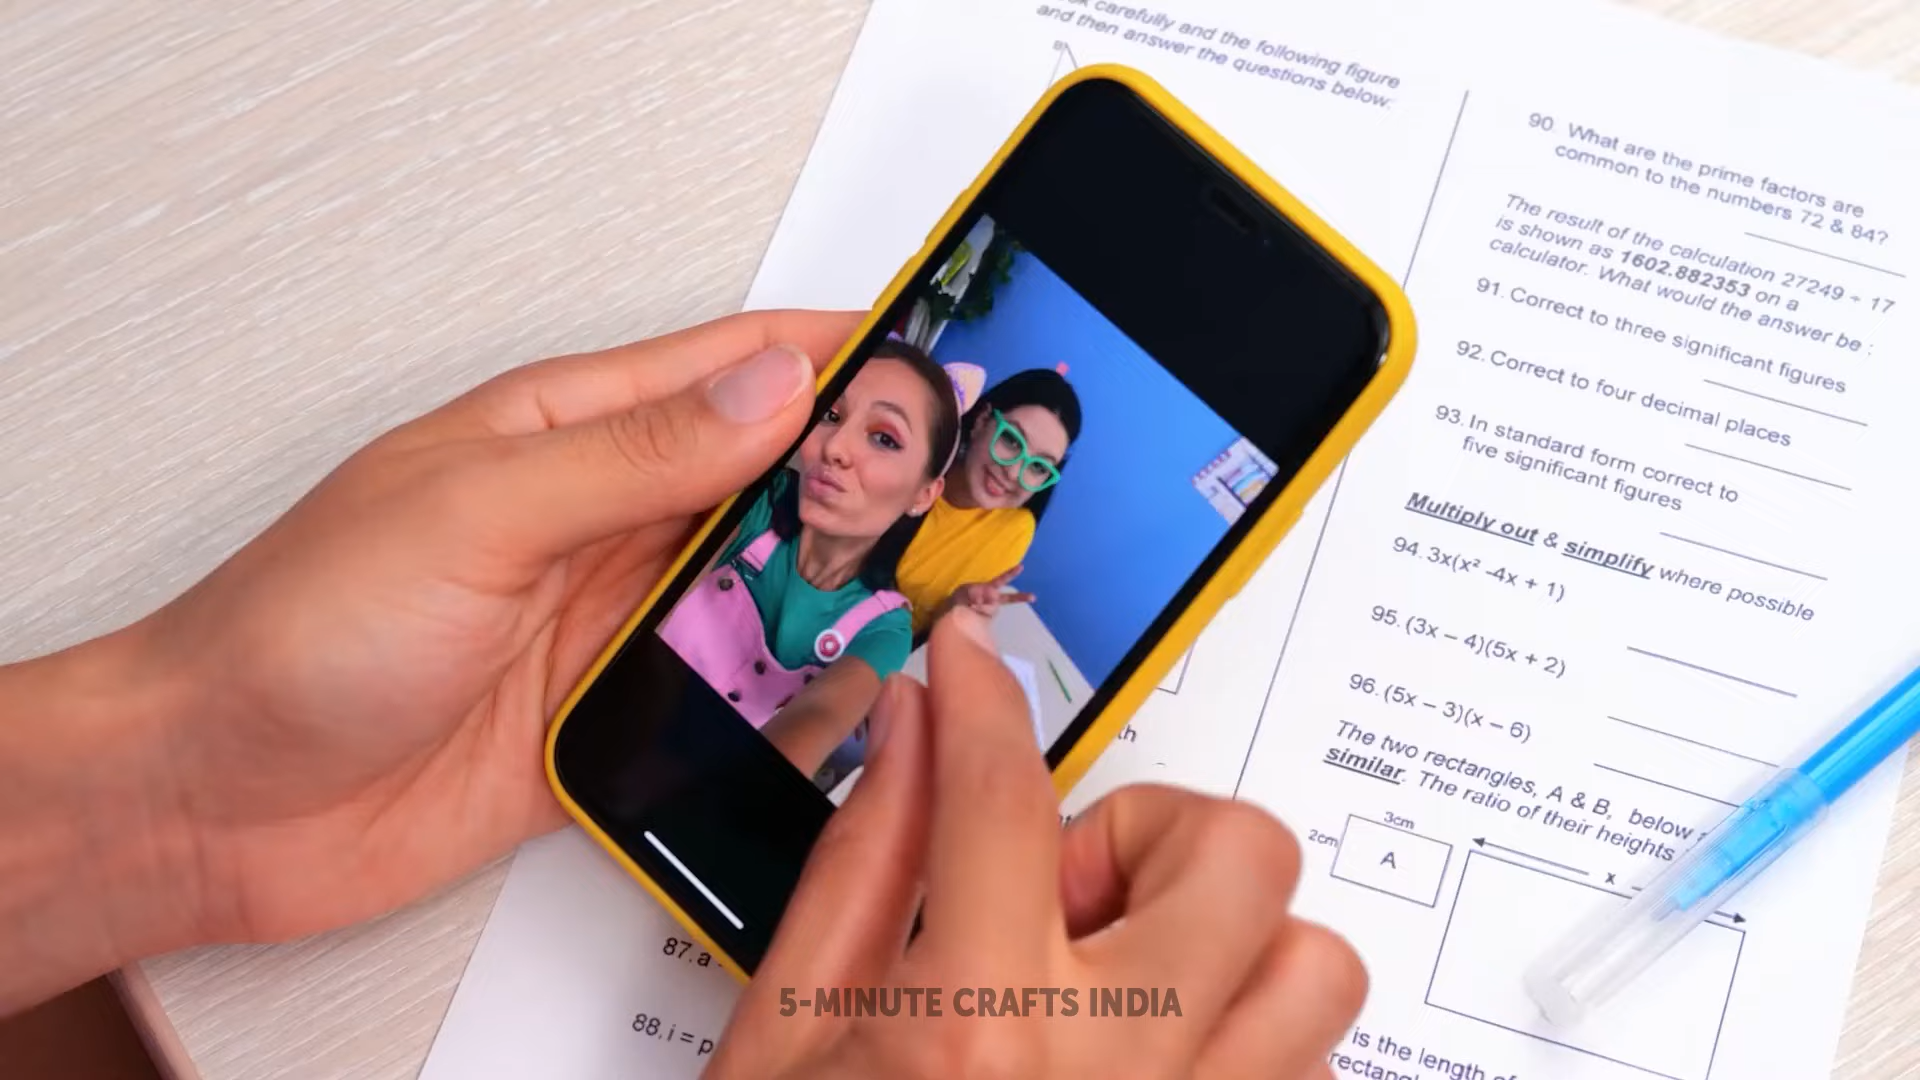 carefully and the following figure
and then answer the questions below.
90. What are the prime factors are
common to the numbers 72 & 84?
The result of the calculation 27249 ÷ 17
is shown as 1602.882353 on a
calculator. What would the answer be :
91. Correct to three significant figures
92. Correct to four decimal places
93. In standard form correct to
five significant figures
Multiply out & simplify where possible
94. 3x(x² -4x + 1)
95. (3x – 4)(5x + 2)
96. (5x – 3)(x – 6)
The two rectangles, A & B, below
similar. The ratio of their heights
3cm
2cm
A
x
is the length
87. a
88. i = p
5-MINUTE CRAFTS INDIA